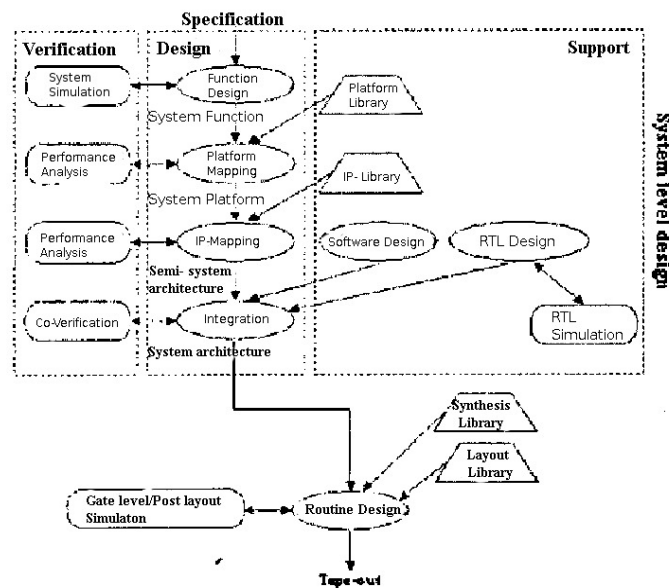 Specification
Verification
Design
Support
System
Simulation
Function
Design
Platform
Library
System Function
Performance
Analysis
Platform
Mapping
IP- Library
System Platform
Performance
Analysis
IP-Mapping
Software Design
RTL Design
Semi- system
architecture
Co-Verification
Integration
RTL
Simulation
System architecture
System level design
Synthesis
Library
Layout
Library
Gate level/Post layout
Simulaton
Routine Design
Tape-out